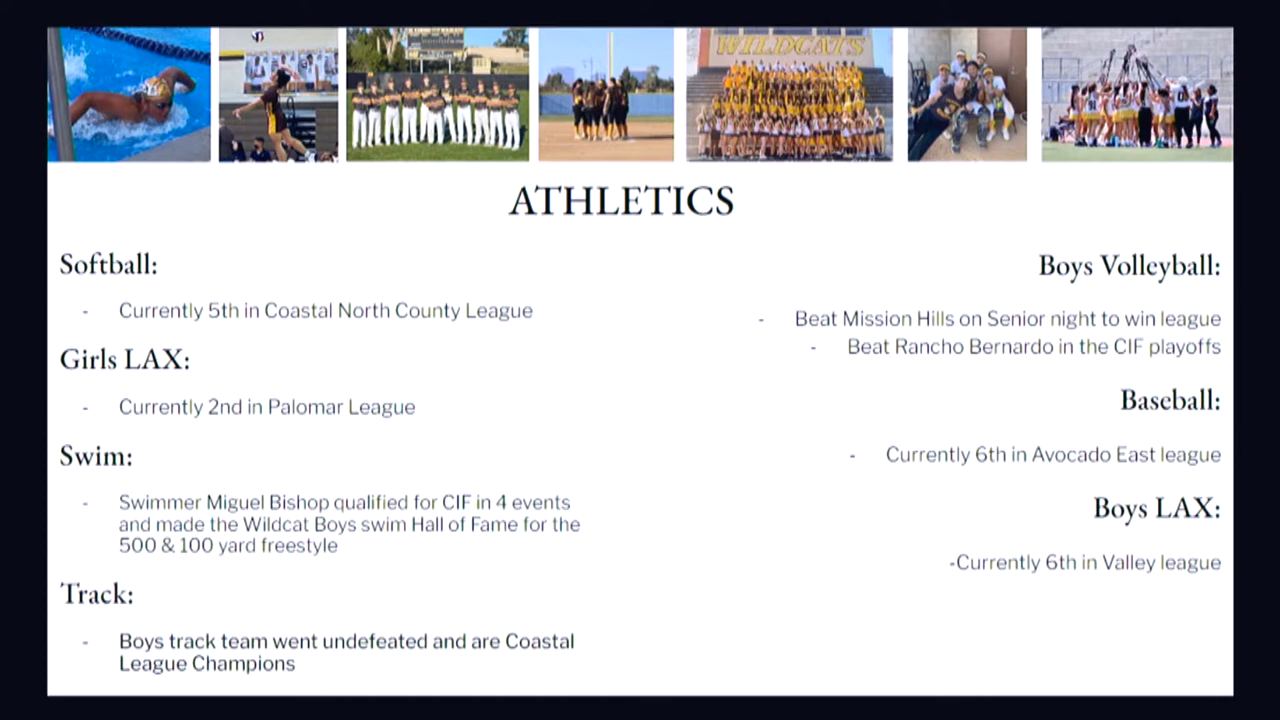 WILDCATS
ATHLETICS
Softball:
- Currently 5th in Coastal North County League
Girls LAX:
- Currently 2nd in Palomar League
Swim:
- Swimmer Miguel Bishop qualified for CIF in 4 events
and made the Wildcat Boys swim Hall of Fame for the
500 & 100 yard freestyle
Track:
- Boys track team went undefeated and are Coastal
League Champions
Boys Volleyball:
- Beat Mission Hills on Senior night to win league
- Beat Rancho Bernardo in the CIF playoffs
Baseball:
- Currently 6th in Avocado East league
Boys LAX:
-Currently 6th in Valley league